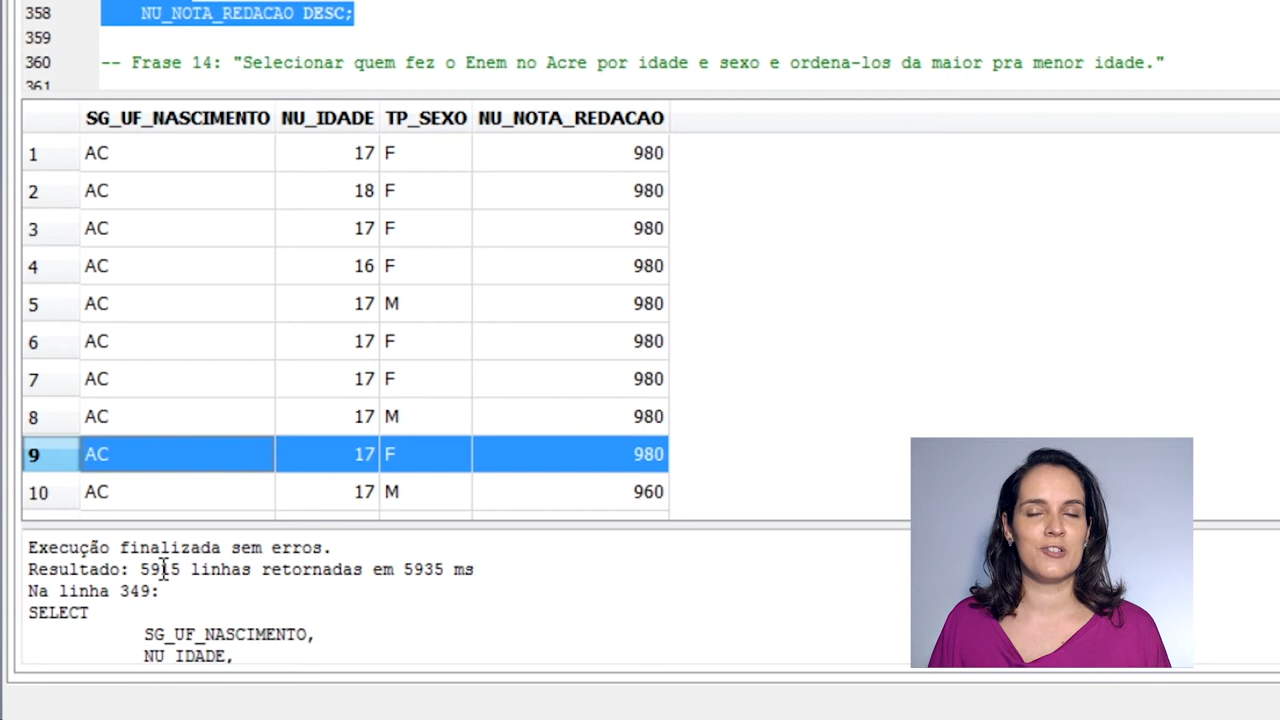 358 NU_NOTA_REDACAO DESC;
359
360 -- Frase 14: "Selecionar quem fez o Enem no Acre por idade e sexo e ordena-los da maior pra menor idade."
361
SG_UF_NASCIMENTO NU_IDADE TP_SEXO NU_NOTA_REDACAO
1 AC 17 F 980
2 AC 18 F 980
3 AC 17 F 980
4 AC 16 F 980
5 AC 17 M 980
6 AC 17 F 980
7 AC 17 F 980
8 AC 17 M 980
9 AC 17 F 980
10 AC 17 M 960
Execução finalizada sem erros.
Resultado: 5915 linhas retornadas em 5935 ms
Na linha 349:
SELECT
SG_UF_NASCIMENTO,
NU_IDADE,